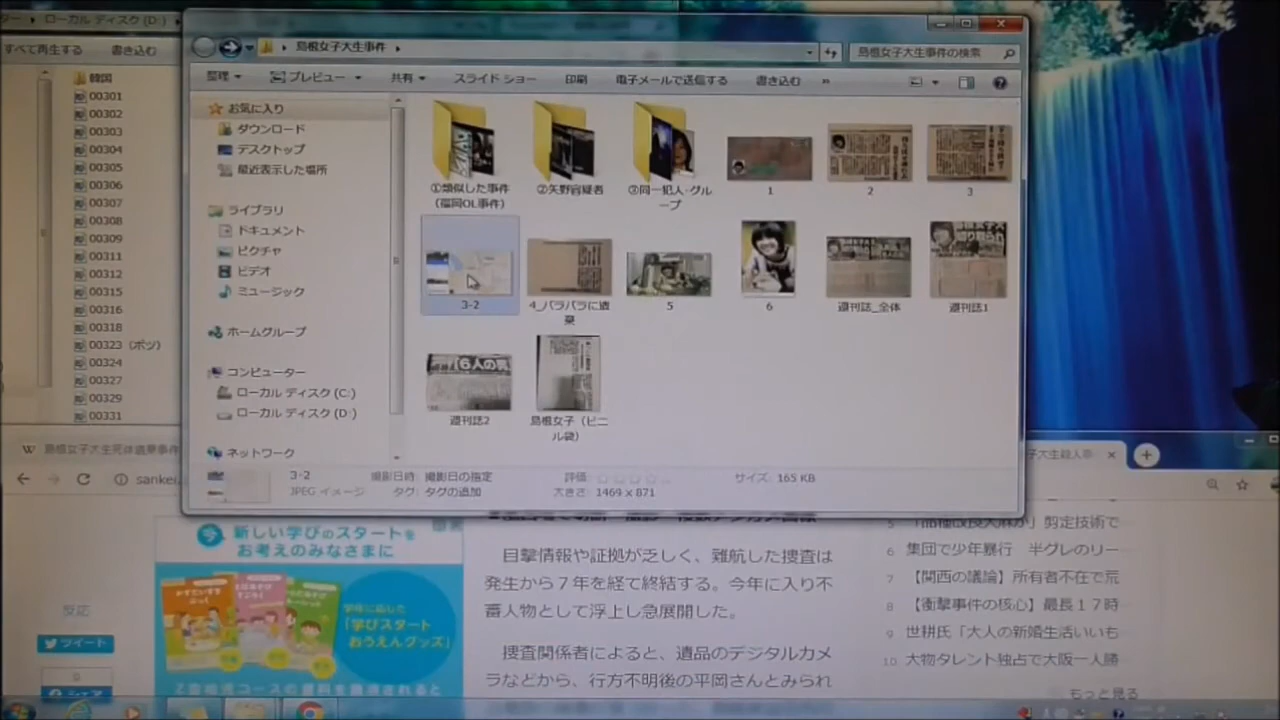 ローカル ディスク (D:)
すべて再生する 書き込む
韓国
00301
00302
00303
00304
00305
00306
00307
00308
00309
00311
00312
00315
00316
00318
00323（ボツ）
00324
00327
00329
00331
島根女子大生事件
島根女子大生事件の検索
整理 プレビュー 共有 スライド ショー 印刷 電子メールで送信する 書き込む »
お気に入り
ダウンロード
デスクトップ
最近表示した場所
ライブラリ
ドキュメント
ピクチャ
ビデオ
ミュージック
ホームグループ
コンピューター
ローカル ディスク (C:)
ローカル ディスク (D:)
ネットワーク
①類似した事件（福岡OL事件）
②矢野容疑者
③同一犯人-グループ
1
2
3
3-2
4_バラバラに遺棄
5
6
週刊誌_全体
週刊誌1
週刊誌2
島根女子（ビニル袋）
3-2 撮影日時: 撮影日の指定 評価: サイズ: 165 KB
JPEG イメージ タグ: タグの追加 大きさ: 1469 x 871
島根女子大生死体遺棄事件
sankei.
新しい学びのスタートを
お考えのみなさまに
学年に応じた
「学びスタート
おうえんグッズ」
反応
ツイート
0
シェア
目撃情報や証拠が乏しく、難航した捜査は
発生から７年を経て終結する。今年に入り不
審人物として浮上し急展開した。
捜査関係者によると、遺品のデジタルカメ
ラなどから、行方不明後の平岡さんとみられ
剪定技術で
6 集団で少年暴行 半グレのリー
7 【関西の議論】所有者不在で荒
8 【衝撃事件の核心】最長１７時
9 世耕氏「大人の新婚生活いいも
10 大物タレント独占で大阪一人勝
もっと見る